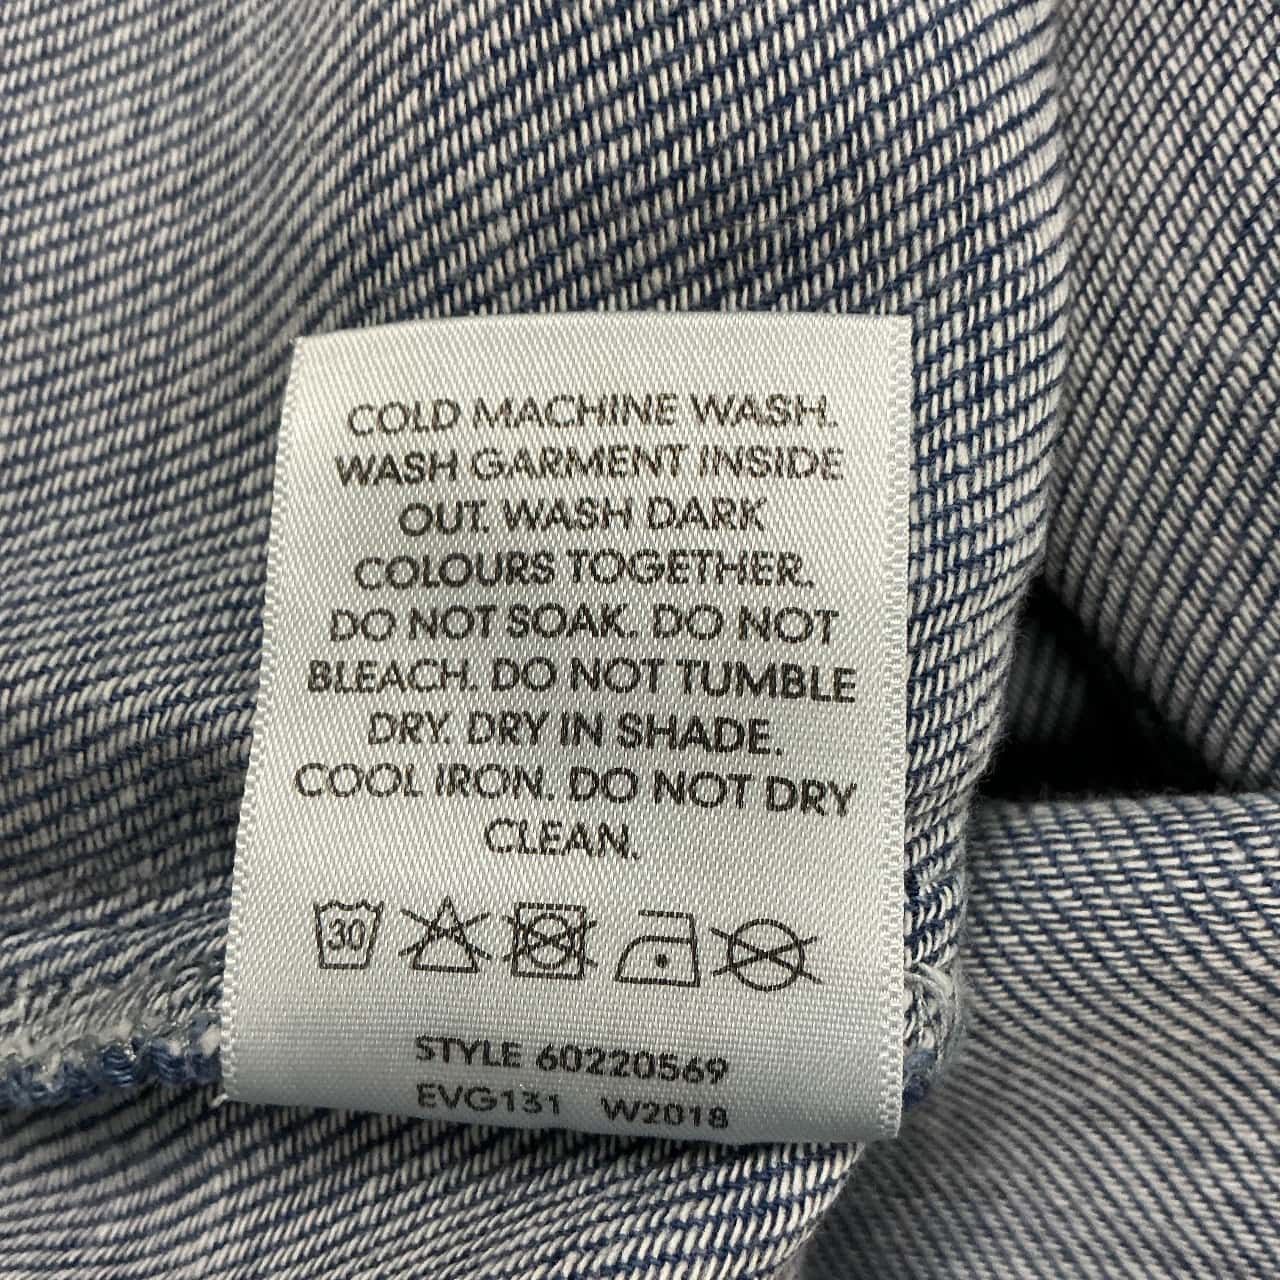 COLD MACHINE WASH.
WASH GARMENT INSIDE
OUT. WASH DARK
COLOURS TOGETHER.
DO NOT SOAK. DO NOT
BLEACH. DO NOT TUMBLE
DRY. DRY IN SHADE.
COOL IRON. DO NOT DRY
CLEAN.
30
STYLE 60220569
EVG131 W2018